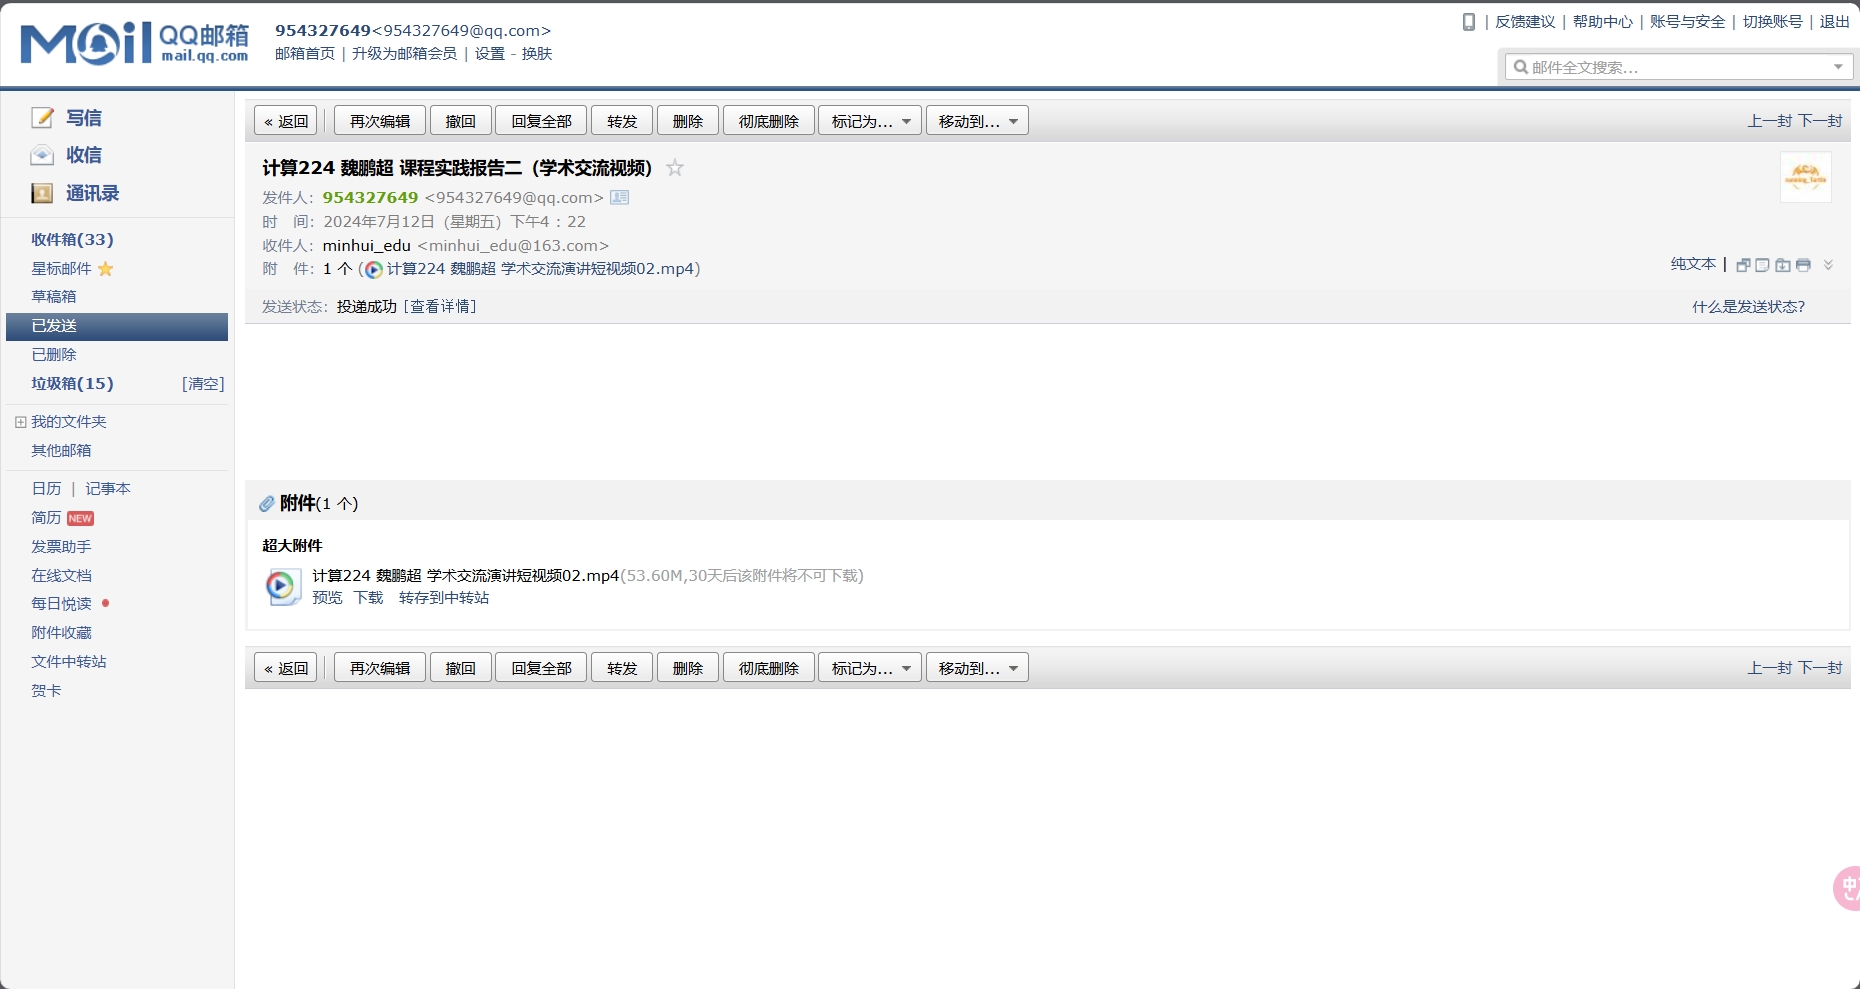 Mail QQ邮箱 mail.qq.com
954327649<954327649@qq.com>
邮箱首页 | 升级为邮箱会员 | 设置 - 换肤
| 反馈建议 | 帮助中心 | 账号与安全 | 切换账号 | 退出
邮件全文搜索...
写信
收信
通讯录
收件箱(33)
星标邮件
草稿箱
已发送
已删除
垃圾箱(15) [清空]
我的文件夹
其他邮箱
日历 | 记事本
简历 NEW
发票助手
在线文档
每日悦读
附件收藏
文件中转站
贺卡
« 返回 再次编辑 撤回 回复全部 转发 删除 彻底删除 标记为... 移动到... 上一封 下一封
计算224 魏鹏超 课程实践报告二（学术交流视频）
发件人：954327649 <954327649@qq.com>
时 间：2024年7月12日（星期五）下午4：22
收件人：minhui_edu <minhui_edu@163.com>
附 件：1 个 (计算224 魏鹏超 学术交流演讲短视频02.mp4)
纯文本 |
发送状态：投递成功 [查看详情] 什么是发送状态?
附件(1 个)
超大附件
计算224 魏鹏超 学术交流演讲短视频02.mp4(53.60M,30天后该附件将不可下载)
预览 下载 转存到中转站
« 返回 再次编辑 撤回 回复全部 转发 删除 彻底删除 标记为... 移动到... 上一封 下一封
中